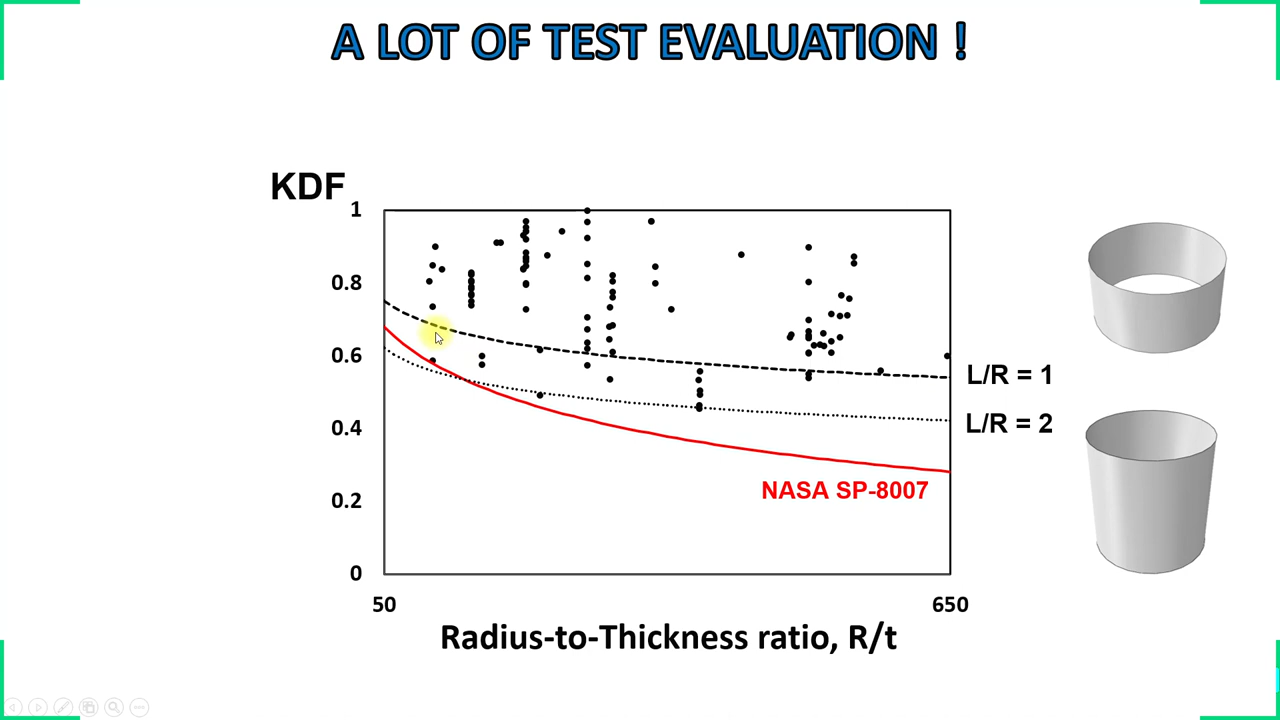 A LOT OF TEST EVALUATION !
KDF
1
0.8
0.6
0.4
0.2
0
50
650
Radius-to-Thickness ratio, R/t
L/R = 1
L/R = 2
NASA SP-8007